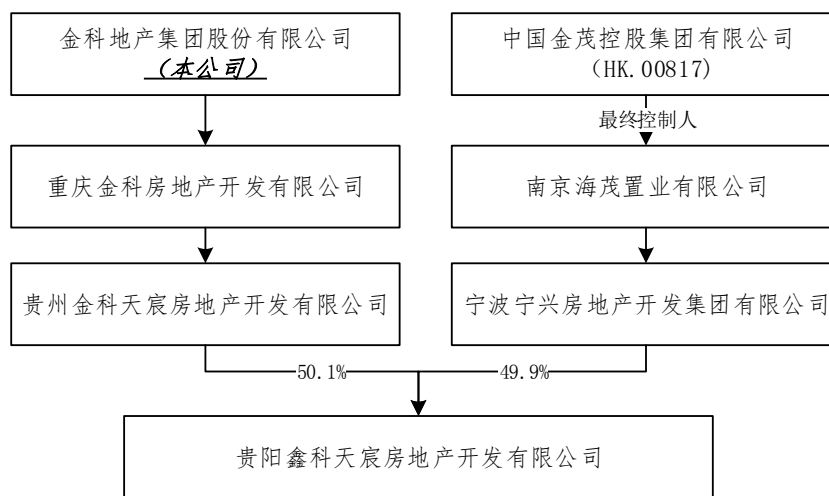 金科地产集团股份有限公司
（本公司）
中国金茂控股集团有限公司
（HK.00817）
最终控制人
重庆金科房地产开发有限公司
南京海茂置业有限公司
贵州金科天宸房地产开发有限公司
宁波宁兴房地产开发集团有限公司
50.1%
49.9%
贵阳鑫科天宸房地产开发有限公司